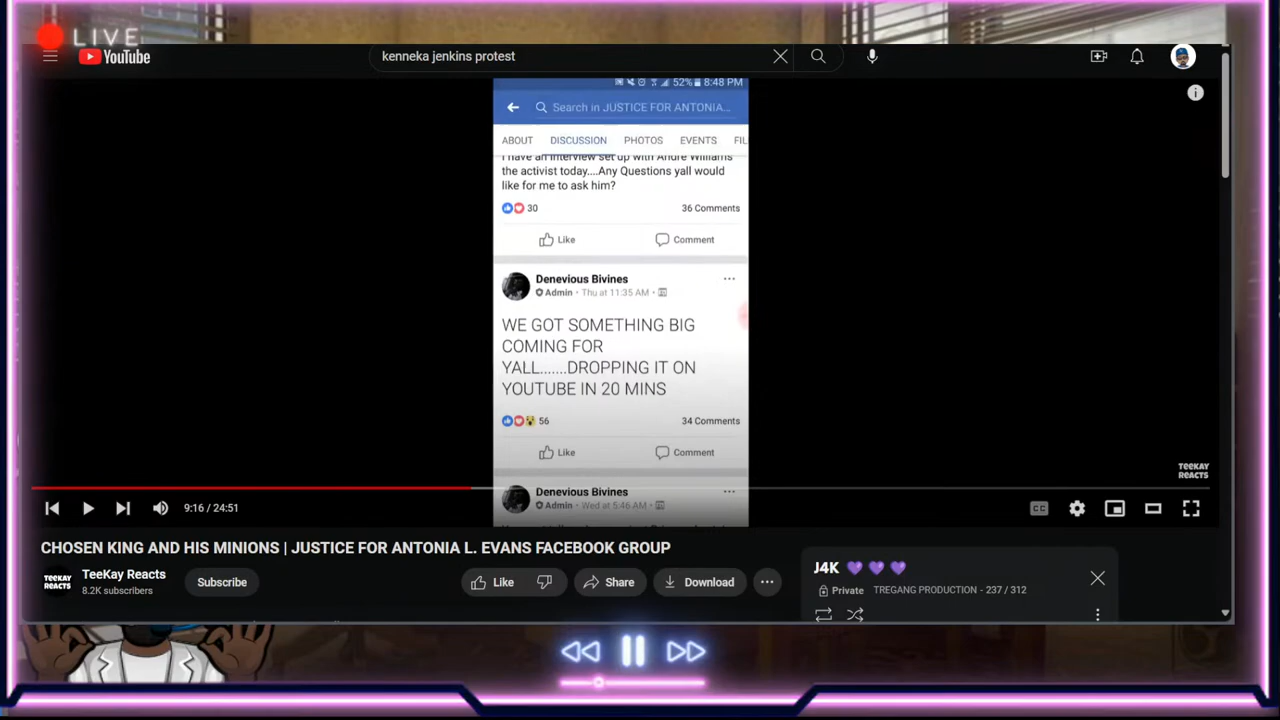 LIVE
YouTube
kenneka jenkins protest
52% 8:48 PM
Search in JUSTICE FOR ANTONIA...
ABOUT DISCUSSION PHOTOS EVENTS FIL
I have an interview set up with Andre Williams
the activist today....Any Questions yall would
like for me to ask him?
30 36 Comments
Like Comment
Denevious Bivines
Admin • Thu at 11:35 AM •
WE GOT SOMETHING BIG
COMING FOR
YALL.......DROPPING IT ON
YOUTUBE IN 20 MINS
56 34 Comments
Like Comment
Denevious Bivines
Admin • Wed at 5:46 AM •
TEEKAY
REACTS
9:16 / 24:51
CC
CHOSEN KING AND HIS MINIONS | JUSTICE FOR ANTONIA L. EVANS FACEBOOK GROUP
TEEKAY
REACTS
TeeKay Reacts
8.2K subscribers
Subscribe
Like
Share
Download
J4K 💜 💜 💜
Private TREGANG PRODUCTION - 237 / 312